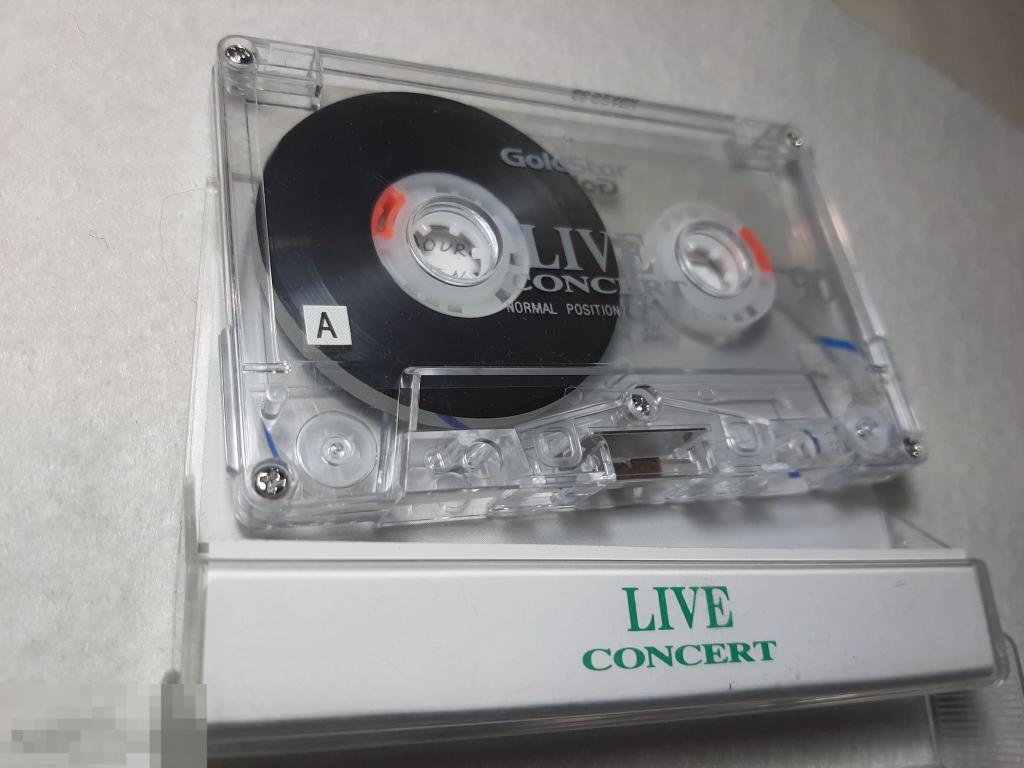 GoldStar
LIVE
CONCERT
NORMAL POSITION
90
A
LIVE
CONCERT